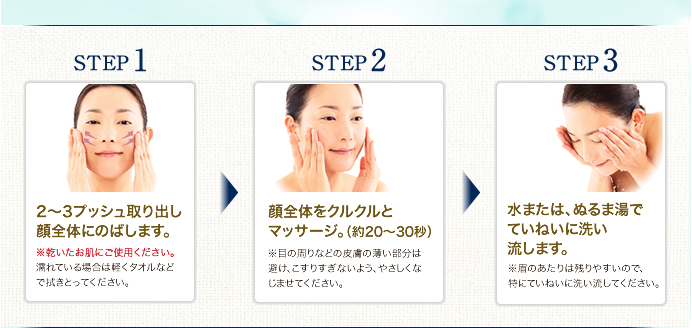 STEP 1
2〜3プッシュ取り出し
顔全体にのばします。
※乾いたお肌にご使用ください。
濡れている場合は軽くタオルなど
で拭きとってください。
STEP 2
顔全体をクルクルと
マッサージ。(約20〜30秒)
※目の周りなどの皮膚の薄い部分は
避け、こすりすぎないよう、やさしくな
じませてください。
STEP 3
水または、ぬるま湯で
ていねいに洗い
流します。
※眉のあたりは残りやすいので、
特にていねいに洗い流してください。